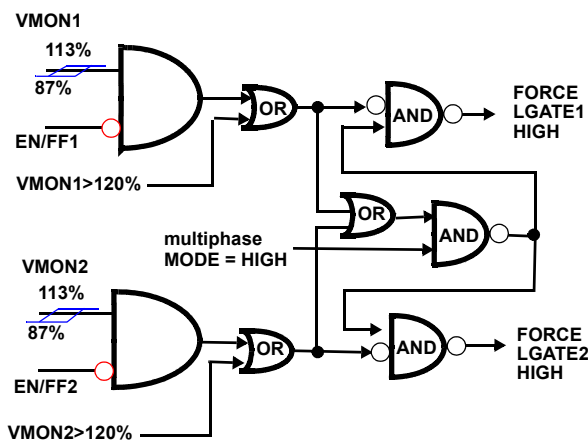 VMON1
113%
87%
EN/FF1
VMON1>120%
OR
AND
FORCE
LGATE1
HIGH
OR
AND
multiphase
MODE = HIGH
VMON2
113%
87%
EN/FF2
VMON2>120%
OR
AND
FORCE
LGATE2
HIGH